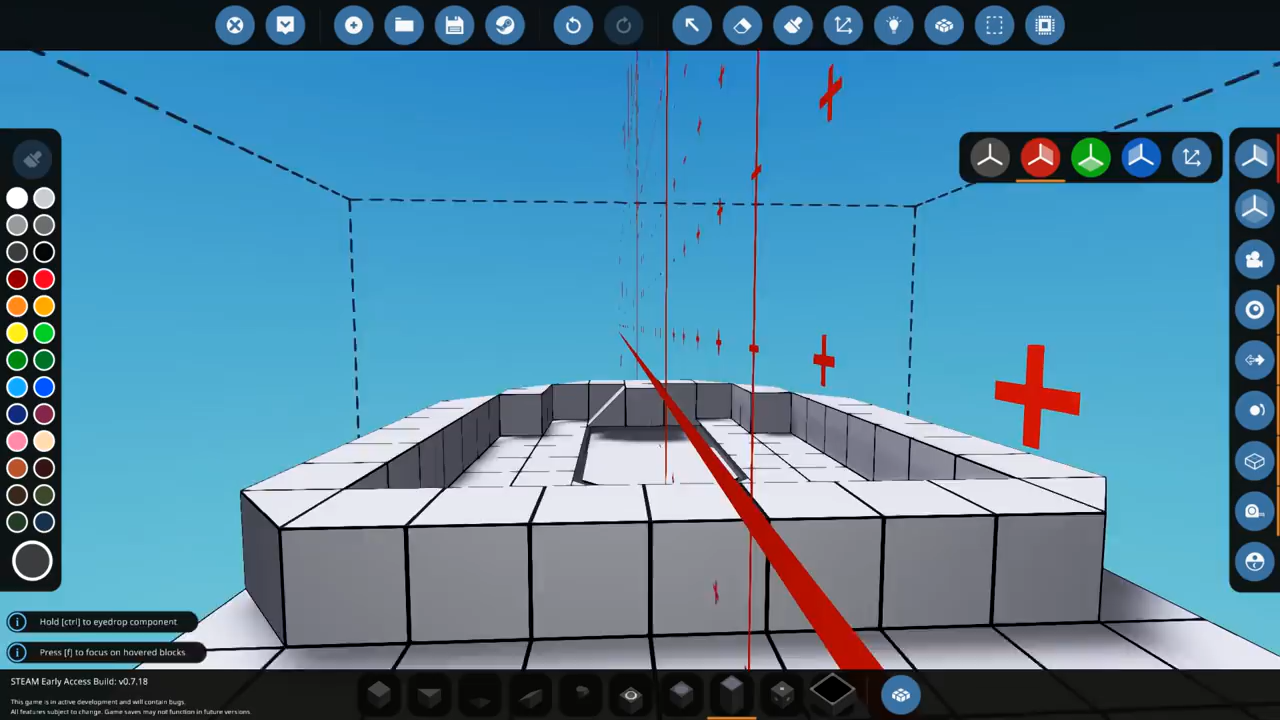 Hold [ctrl] to eyedrop component
Press [f] to focus on hovered blocks
STEAM Early Access Build: v0.7.18
This game is in active development and will contain bugs.
All features subject to change. Game saves may not function in future versions.